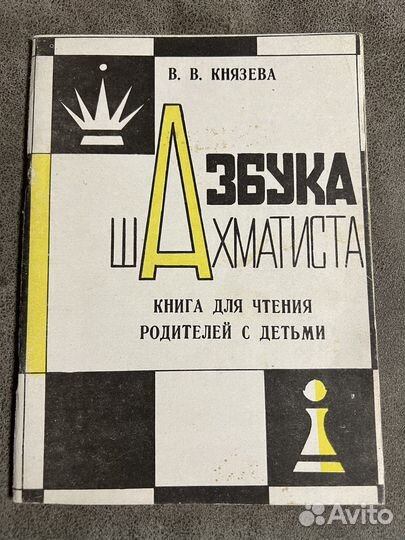 В. В. КНЯЗЕВА
АЗБУКА
ШАХМАТИСТА
КНИГА ДЛЯ ЧТЕНИЯ
РОДИТЕЛЕЙ С ДЕТЬМИ
Avito